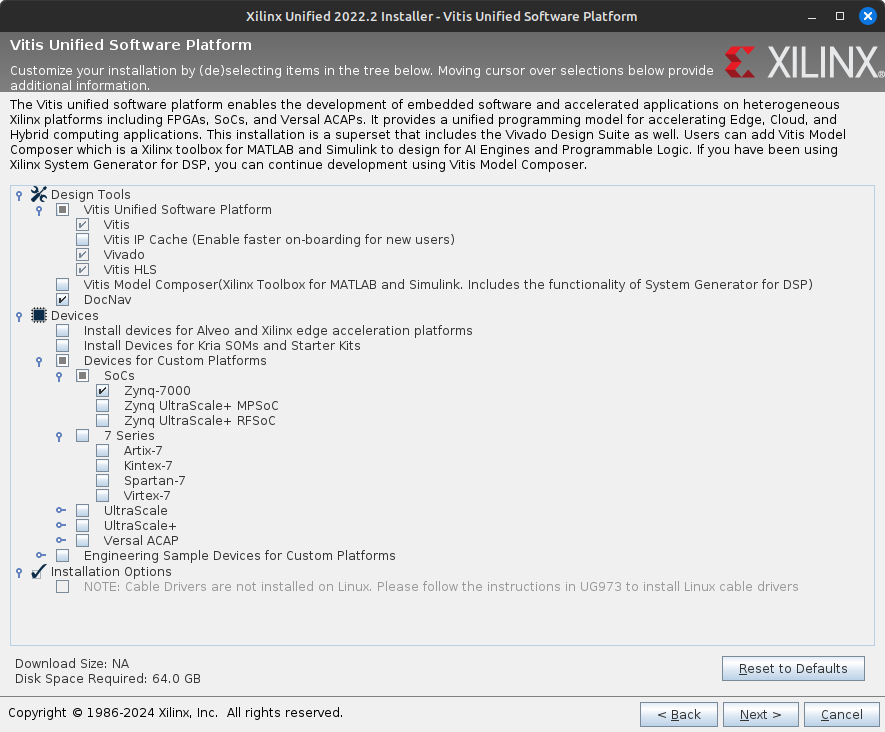 Xilinx Unified 2022.2 Installer - Vitis Unified Software Platform
Vitis Unified Software Platform
Customize your installation by (de)selecting items in the tree below. Moving cursor over selections below provide
additional information.
XILINX®
The Vitis unified software platform enables the development of embedded software and accelerated applications on heterogeneous
Xilinx platforms including FPGAs, SoCs, and Versal ACAPs. It provides a unified programming model for accelerating Edge, Cloud, and
Hybrid computing applications. This installation is a superset that includes the Vivado Design Suite as well. Users can add Vitis Model
Composer which is a Xilinx toolbox for MATLAB and Simulink to design for AI Engines and Programmable Logic. If you have been using
Xilinx System Generator for DSP, you can continue development using Vitis Model Composer.
Design Tools
Vitis Unified Software Platform
Vitis
Vitis IP Cache (Enable faster on-boarding for new users)
Vivado
Vitis HLS
Vitis Model Composer(Xilinx Toolbox for MATLAB and Simulink. Includes the functionality of System Generator for DSP)
DocNav
Devices
Install devices for Alveo and Xilinx edge acceleration platforms
Install Devices for Kria SOMs and Starter Kits
Devices for Custom Platforms
SoCs
Zynq-7000
Zynq UltraScale+ MPSoC
Zynq UltraScale+ RFSoC
7 Series
Artix-7
Kintex-7
Spartan-7
Virtex-7
UltraScale
UltraScale+
Versal ACAP
Engineering Sample Devices for Custom Platforms
Installation Options
NOTE: Cable Drivers are not installed on Linux. Please follow the instructions in UG973 to install Linux cable drivers
Download Size: NA
Disk Space Required: 64.0 GB
Reset to Defaults
Copyright © 1986-2024 Xilinx, Inc. All rights reserved.
< Back
Next >
Cancel